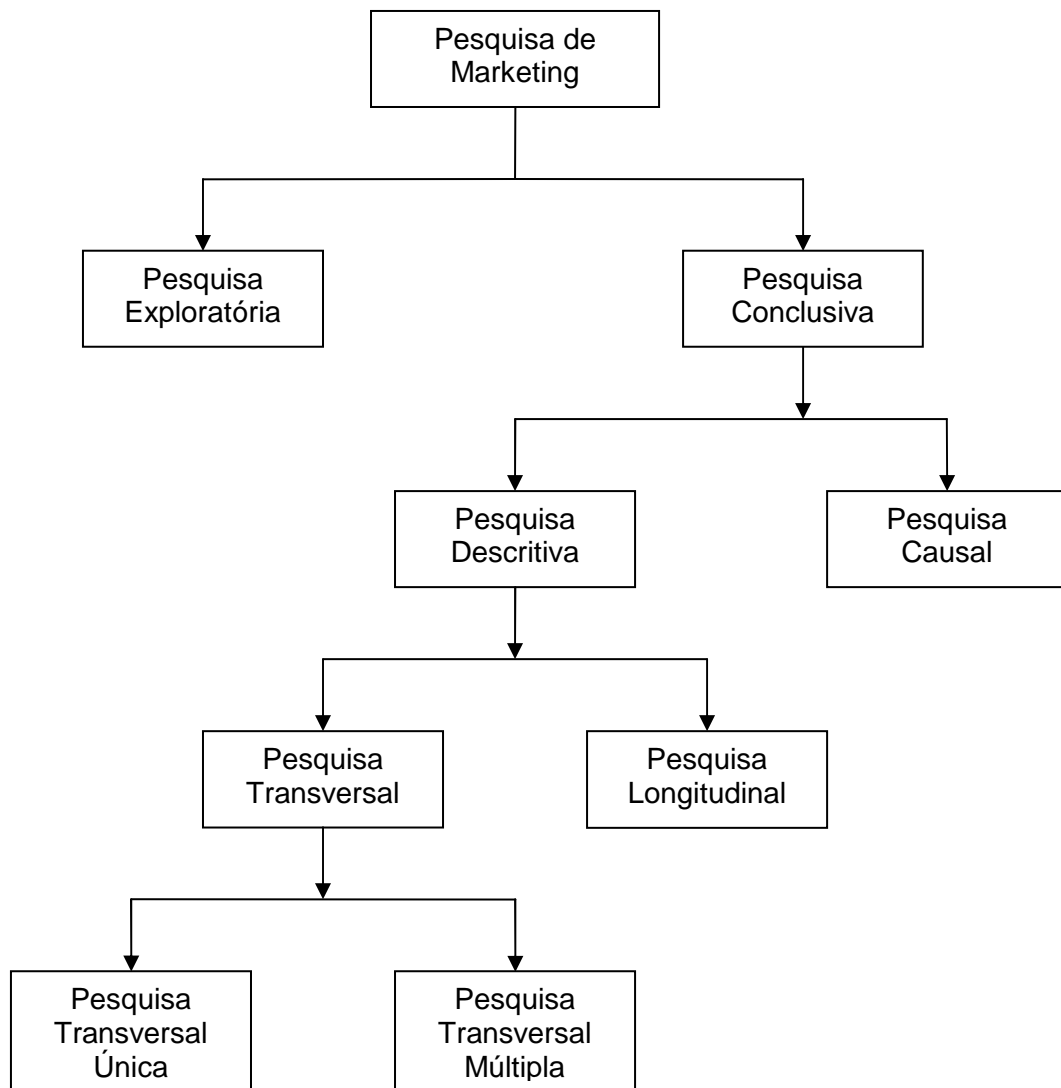 Pesquisa de
Marketing
Pesquisa
Exploratória
Pesquisa
Conclusiva
Pesquisa
Descritiva
Pesquisa
Causal
Pesquisa
Transversal
Pesquisa
Longitudinal
Pesquisa
Transversal
Única
Pesquisa
Transversal
Múltipla